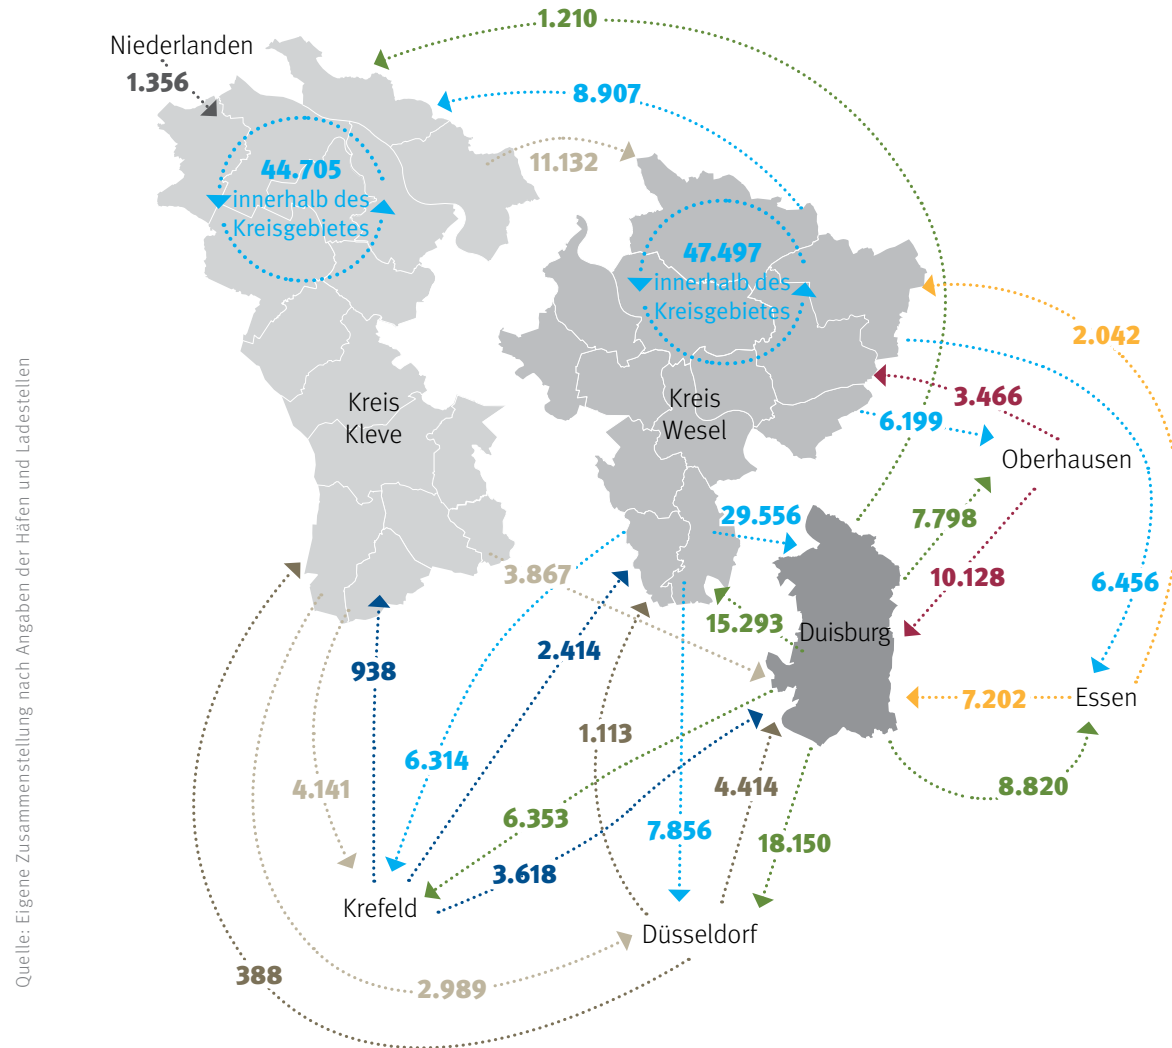 1.210
Niederlanden
1.356
8.907
11.132
44.705
innerhalb des
Kreisgebietes
47.497
innerhalb des
Kreisgebietes
2.042
Kreis
Kleve
Kreis
Wesel
3.466
6.199
Oberhausen
29.556
7.798
3.867
10.128
6.456
15.293
Duisburg
938
2.414
7.202
Essen
1.113
6.314
4.141
4.414
8.820
6.353
7.856
18.150
3.618
Krefeld
Düsseldorf
388
2.989
Quelle: Eigene Zusammenstellung nach Angaben der Häfen und Ladestellen